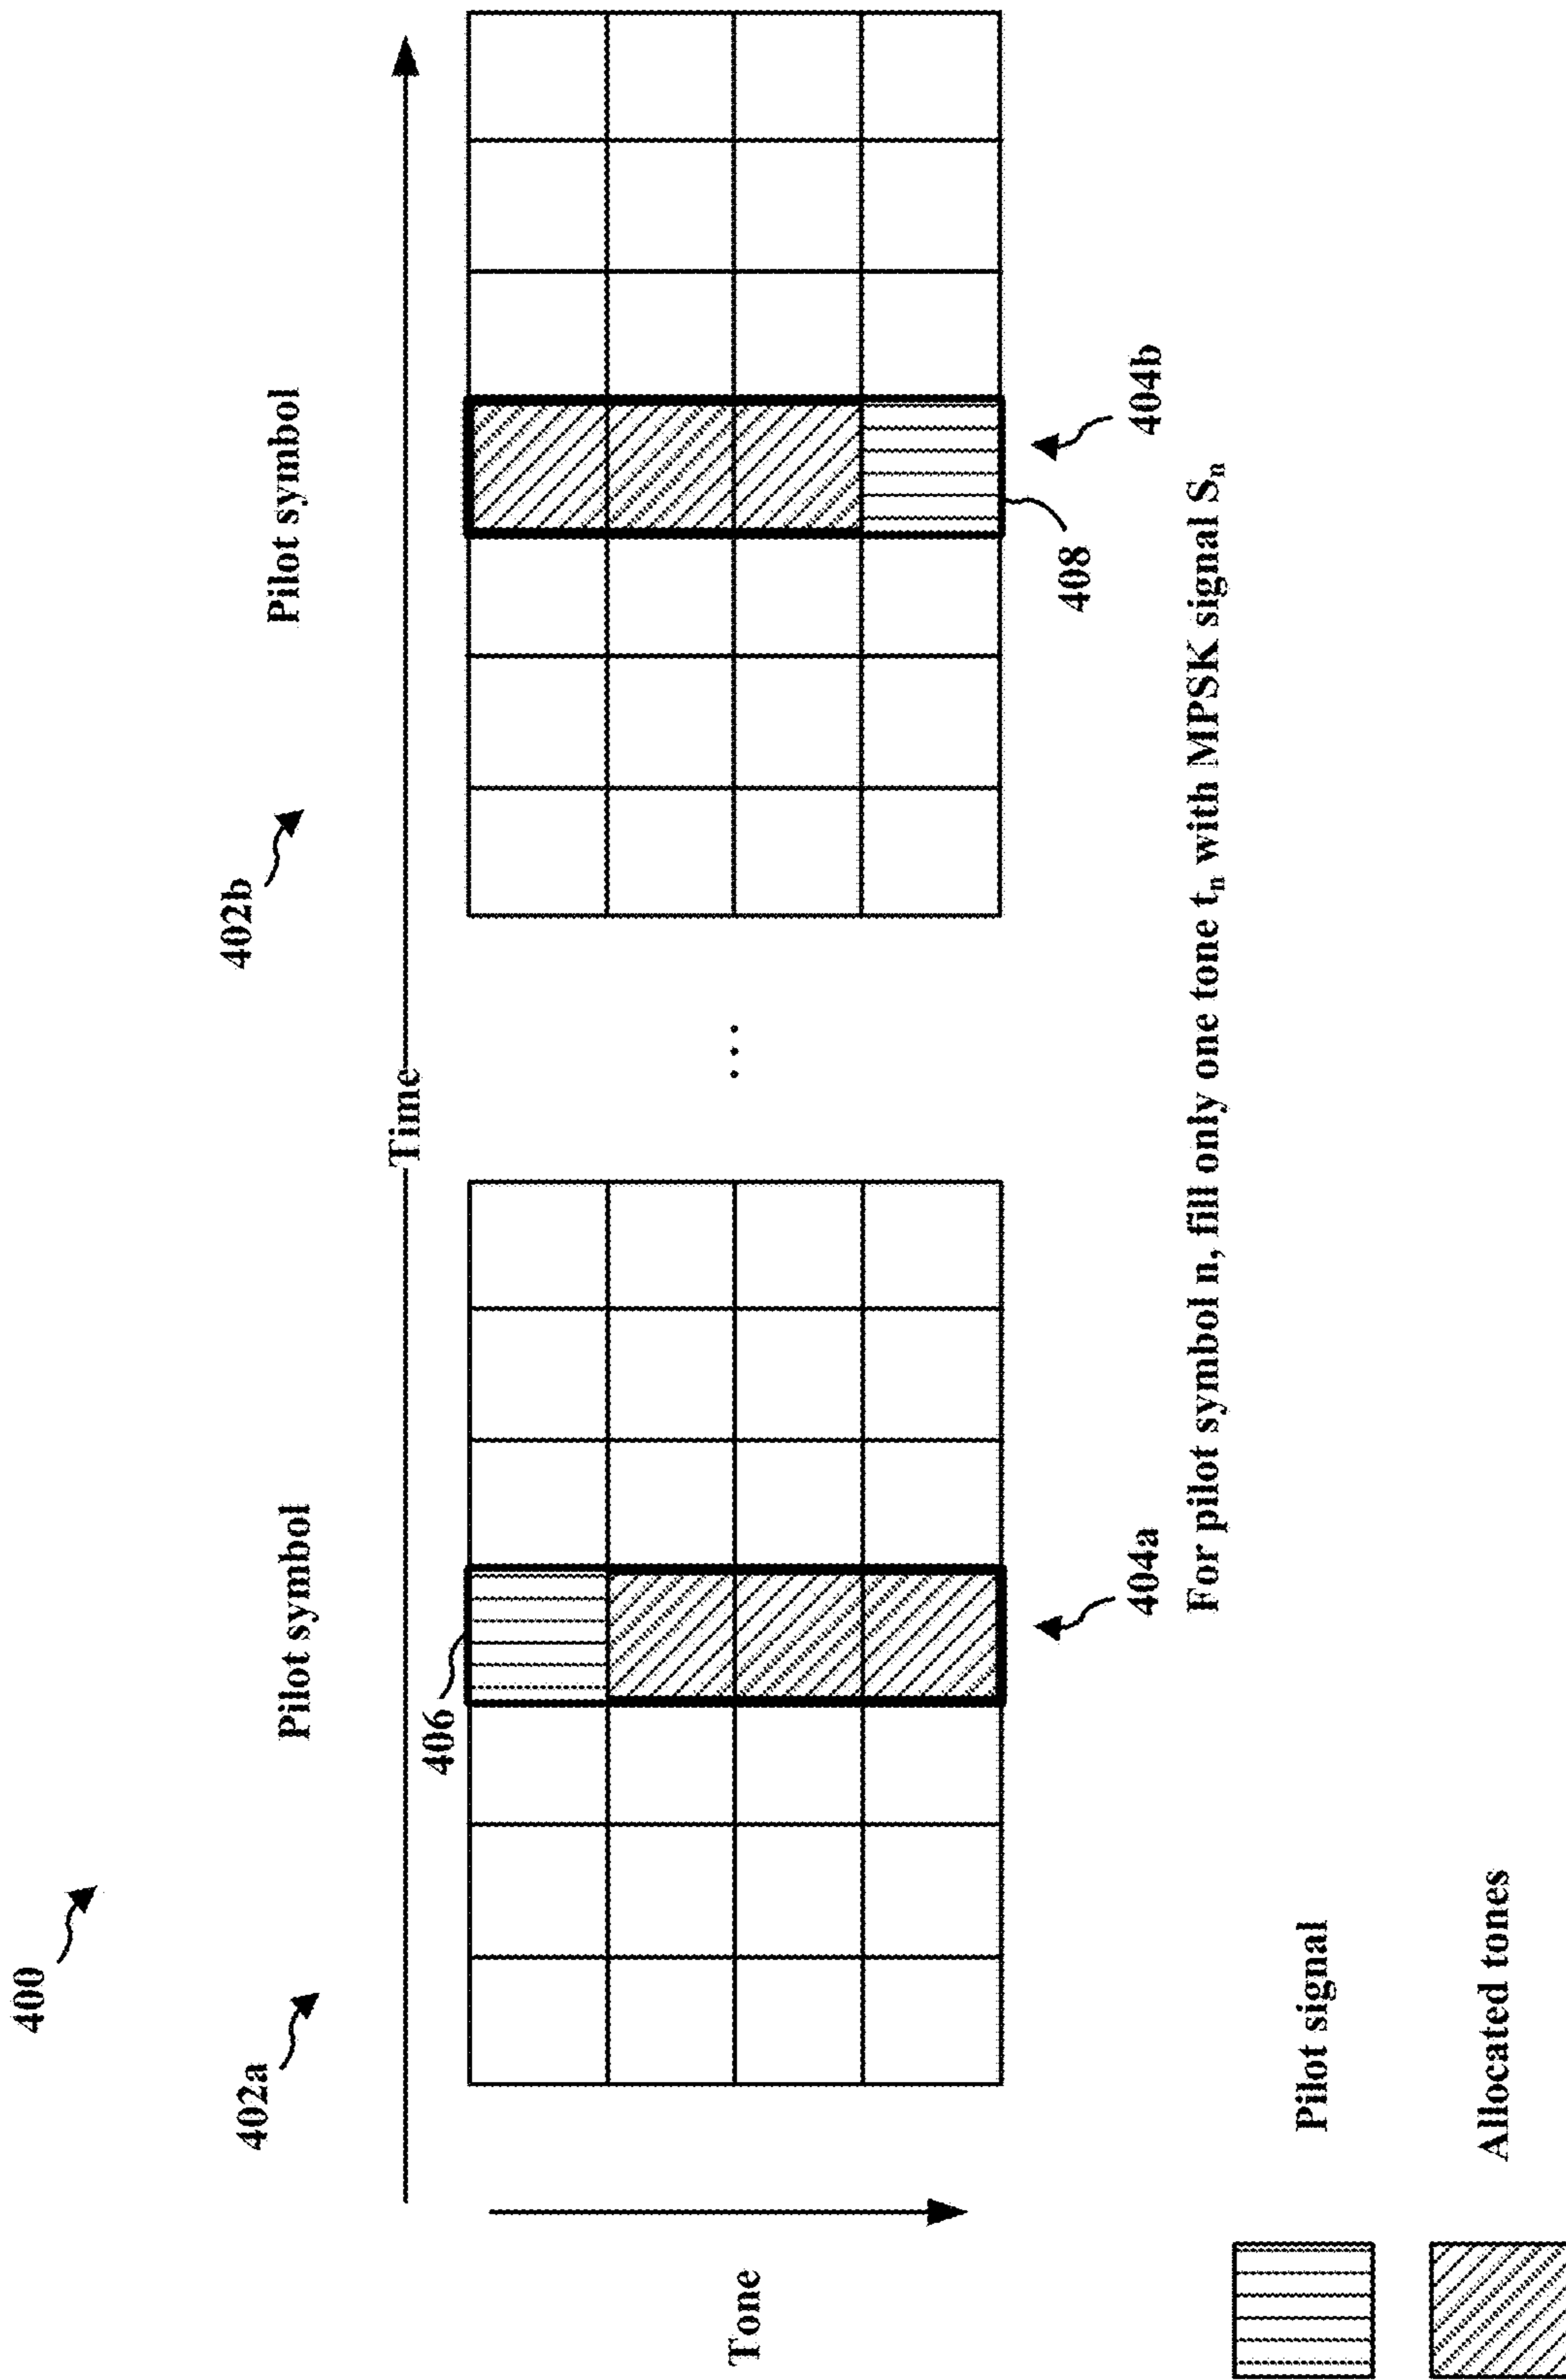 400
402a
Pilot symbol
402b
Pilot symbol
Time
406
Tone
...
404a
408
404b
For pilot symbol n, fill only one tone tn with MPSK signal Sn
Pilot signal
Allocated tones